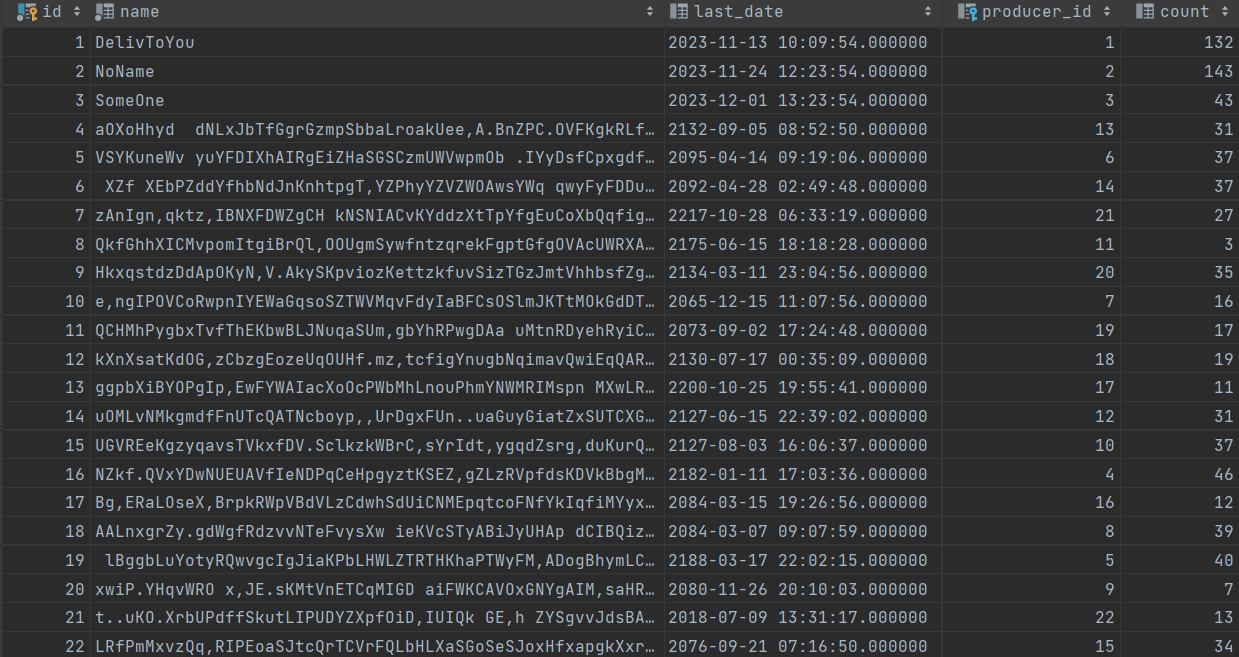 id name last_date producer_id count
1 DelivToYou 2023-11-13 10:09:54.000000 1 132
2 NoName 2023-11-24 12:23:54.000000 2 143
3 SomeOne 2023-12-01 13:23:54.000000 3 43
4 aOXoHhyd  dNLxJbTfGgrGzmpSbbaLroakUee,A.BnZPC.OVFKgkRLf… 2132-09-05 08:52:50.000000 13 31
5 VSYKuneWv yuYFDIXhAIRgEiZHaSGSCzmUWVwpmOb .IYyDsfCpxgdf… 2095-04-14 09:19:06.000000 6 37
6  XZf XEbPZddYfhbNdJnKnhtpgT,YZPhyYZVZWOAwsYWq qwyFyFDDu… 2092-04-28 02:49:48.000000 14 37
7 zAnIgn,qktz,IBNXFDWZgCH kNSNIACvKYddzXtTpYfgEuCoXbQqfig… 2217-10-28 06:33:19.000000 21 27
8 QkfGhhXICMvpomItgiBrQl,OOUgmSywfntzqrekFgptGfgOVAcUWRXA… 2175-06-15 18:18:28.000000 11 3
9 HkxqstdzDdApOKyN,V.AkySKpviozKettzkfuvSizTGzJmtVhhbsfZg… 2134-03-11 23:04:56.000000 20 35
10 e,ngIPOVCoRwpnIYEWaGqsoSZTWVMqvFdyIaBFCsOSlmJKTtMOkGdDT… 2065-12-15 11:07:56.000000 7 16
11 QCHMhPygbxTvfThEKbwBLJNuqaSUm,gbYhRPwgDAa uMtnRDyehRyiC… 2073-09-02 17:24:48.000000 19 17
12 kXnXsatKdOG,zCbzgEozeUqOUHf.mz,tcfigYnugbNqimavQwiEqQAR… 2130-07-17 00:35:09.000000 18 19
13 ggpbXiBYOPgIp,EwFYWAIacXoOcPWbMhLnouPhmYNWMRIMspn MXwLR… 2200-10-25 19:55:41.000000 17 11
14 uOMLvNMkgmdfFnUTcQATNcboyp,,UrDgxFUn..uaGuyGiatZxSUTCXG… 2127-06-15 22:39:02.000000 12 31
15 UGVREeKgzyqavsTVkxfDV.SclkzkWBrC,sYrIdt,ygqdZsrg,duKurQ… 2127-08-03 16:06:37.000000 10 37
16 NZkf.QVxYDwNUEUAVfIeNDPqCeHpgyztKSEZ,gZLzRVpfdsKDVkBbgM… 2182-01-11 17:03:36.000000 4 46
17 Bg,ERaLOseX,BrpkRWpVBdVLzCdwhSdUiCNMEpqtcoFNfYkIqfiMYyx… 2084-03-15 19:26:56.000000 16 12
18 AALnxgrZy.gdWgfRdzvvNTeFvysXw ieKVcSTyABiJyUHAp dCIBQiz… 2084-03-07 09:07:59.000000 8 39
19  lBggbLuYotyRQwvgcIgJiaKPbLHWLZTRTHKhaPTWyFM,ADogBhymLC… 2188-03-17 22:02:15.000000 5 40
20 xwiP.YHqvWRO x,JE.sKMtVnETCqMIGD aiFWKCAVOxGNYgAIM,saHR… 2080-11-26 20:10:03.000000 9 7
21 t..uKO.XrbUPdffSkutLIPUDYZXpfOiD,IUIQk GE,h ZYSgvvJdsBA… 2018-07-09 13:31:17.000000 22 13
22 LRfPmMxvzQq,RIPEoaSJtcQrTCVrFQLbHLXaSGoSeSJoxHfxapgkXxr… 2076-09-21 07:16:50.000000 15 34